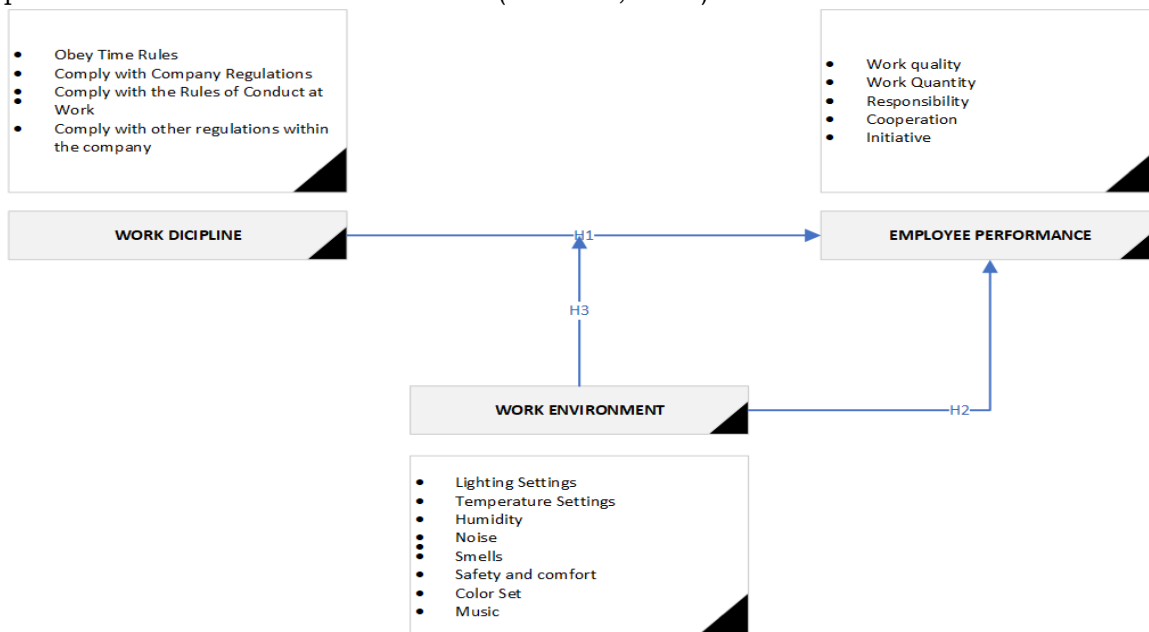 • Obey Time Rules
• Comply with Company Regulations
• Comply with the Rules of Conduct at
• Work
• Comply with other regulations within
the company
• Work quality
• Work Quantity
• Responsibility
• Cooperation
• Initiative
WORK DICIPLINE
H1
EMPLOYEE PERFORMANCE
H3
WORK ENVIRONMENT
H2
• Lighting Settings
• Temperature Settings
• Humidity
• Noise
• Smells
• Safety and comfort
• Color Set
• Music